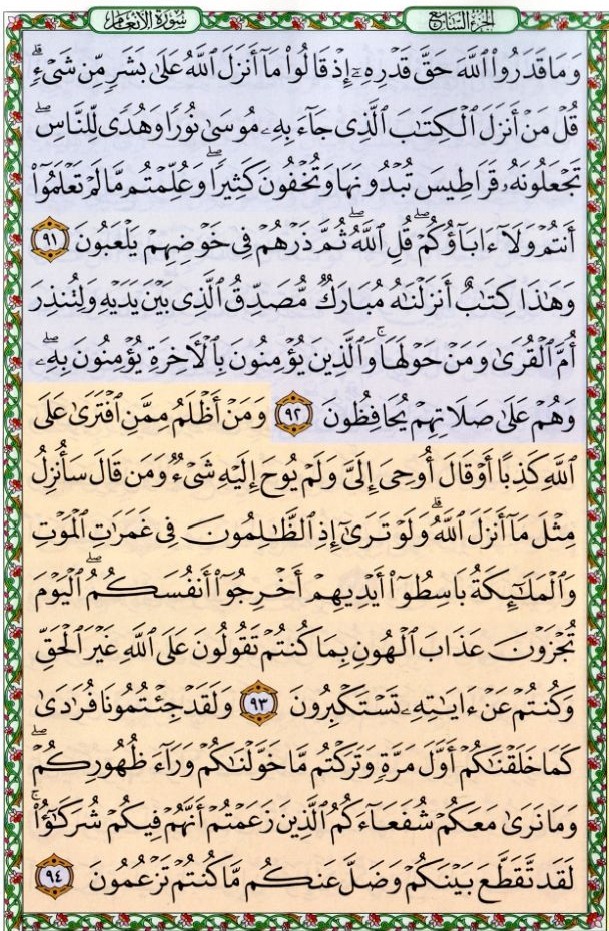 الجزء السابع
سورة الأنعام
وَمَا قَدَرُوا۟ ٱللَّهَ حَقَّ قَدْرِهِۦٓ إِذْ قَالُوا۟ مَآ أَنزَلَ ٱللَّهُ عَلَىٰ بَشَرٍ مِّن شَىْءٍ ۗ
قُلْ مَنْ أَنزَلَ ٱلْكِتَٰبَ ٱلَّذِى جَآءَ بِهِۦ مُوسَىٰ نُورًا وَهُدًى لِّلنَّاسِ ۖ
تَجْعَلُونَهُۥ قَرَاطِيسَ تُبْدُونَهَا وَتُخْفُونَ كَثِيرًا ۖ وَعُلِّمْتُم مَّا لَمْ تَعْلَمُوٓا۟
أَنتُمْ وَلَآ ءَابَآؤُكُمْ ۖ قُلِ ٱللَّهُ ۖ ثُمَّ ذَرْهُمْ فِى خَوْضِهِمْ يَلْعَبُونَ ٩١
وَهَٰذَا كِتَٰبٌ أَنزَلْنَٰهُ مُبَارَكٌ مُّصَدِّقُ ٱلَّذِى بَيْنَ يَدَيْهِ وَلِتُنذِرَ
أُمَّ ٱلْقُرَىٰ وَمَنْ حَوْلَهَا ۚ وَٱلَّذِينَ يُؤْمِنُونَ بِٱلْأَخِرَةِ يُؤْمِنُونَ بِهِۦ ۖ
وَهُمْ عَلَىٰ صَلَاتِهِمْ يُحَافِظُونَ ٩٢ وَمَنْ أَظْلَمُ مِمَّنِ ٱفْتَرَىٰ عَلَى
ٱللَّهِ كَذِبًا أَوْ قَالَ أُوحِىَ إِلَىَّ وَلَمْ يُوحَ إِلَيْهِ شَىْءٌ وَمَن قَالَ سَأُنزِلُ
مِثْلَ مَآ أَنزَلَ ٱللَّهُ ۗ وَلَوْ تَرَىٰٓ إِذِ ٱلظَّٰلِمُونَ فِى غَمَرَٰتِ ٱلْمَوْتِ
وَٱلْمَلَٰٓئِكَةُ بَاسِطُوٓا۟ أَيْدِيهِمْ أَخْرِجُوٓا۟ أَنفُسَكُمُ ۖ ٱلْيَوْمَ
تُجْزَوْنَ عَذَابَ ٱلْهُونِ بِمَا كُنتُمْ تَقُولُونَ عَلَى ٱللَّهِ غَيْرَ ٱلْحَقِّ
وَكُنتُمْ عَنْ ءَايَٰتِهِۦ تَسْتَكْبِرُونَ ٩٣ وَلَقَدْ جِئْتُمُونَا فُرَٰدَىٰ
كَمَا خَلَقْنَٰكُمْ أَوَّلَ مَرَّةٍ وَتَرَكْتُم مَّا خَوَّلْنَٰكُمْ وَرَآءَ ظُهُورِكُمْ ۖ
وَمَا نَرَىٰ مَعَكُمْ شُفَعَآءَكُمُ ٱلَّذِينَ زَعَمْتُمْ أَنَّهُمْ فِيكُمْ شُرَكَٰٓؤُا۟ ۚ
لَقَد تَّقَطَّعَ بَيْنَكُمْ وَضَلَّ عَنكُم مَّا كُنتُمْ تَزْعُمُونَ ٩٤